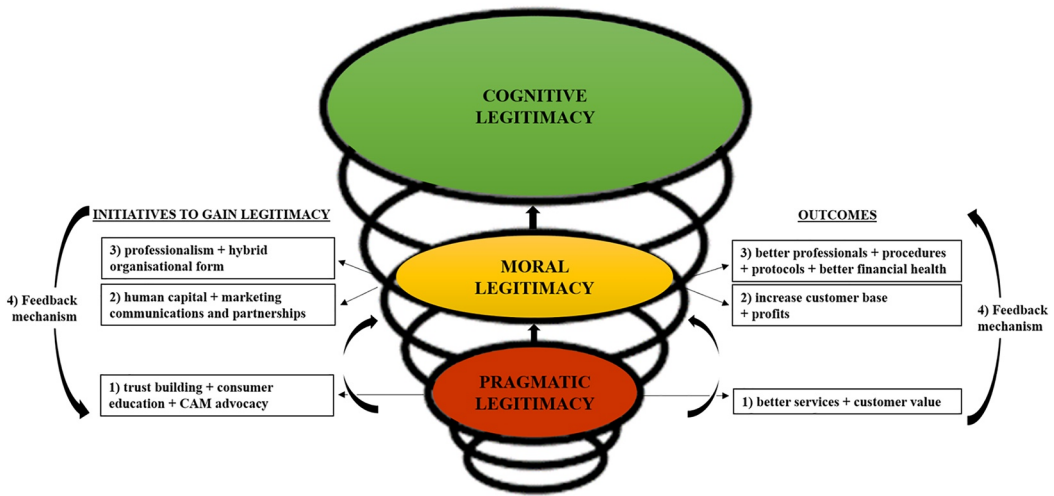 COGNITIVE
LEGITIMACY
INITIATIVES TO GAIN LEGITIMACY
3) professionalism + hybrid
organisational form
2) human capital + marketing
communications and partnerships
4) Feedback
mechanism
1) trust building + consumer
education + CAM advocacy
MORAL
LEGITIMACY
PRAGMATIC
LEGITIMACY
OUTCOMES
3) better professionals + procedures
+ protocols + better financial health
2) increase customer base
+ profits
4) Feedback
mechanism
1) better services + customer value